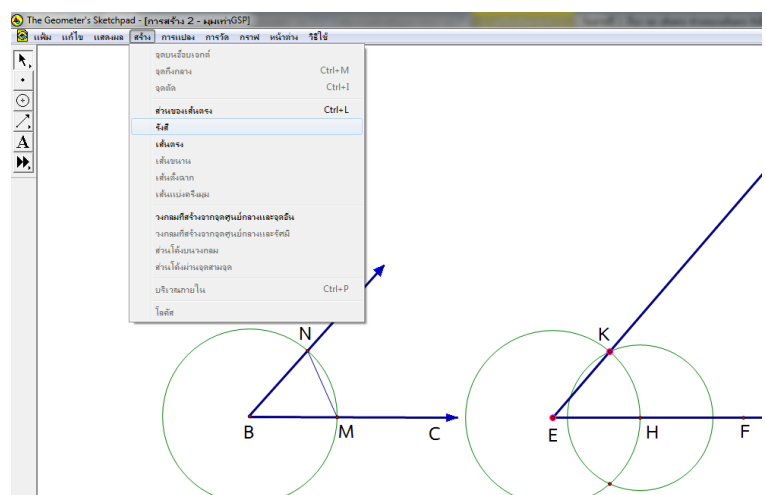 The Geometer's Sketchpad - [การสร้าง 2 - มุมเท่าGSP]
แฟ้ม แก้ไข แสดงผล สร้าง การแปลง การวัด กราฟ หน้าต่าง วิธีใช้
จุดบนอ็อบเจกต์
จุดกึ่งกลาง Ctrl+M
จุดตัด Ctrl+I
ส่วนของเส้นตรง Ctrl+L
รังสี
เส้นตรง
เส้นขนาน
เส้นตั้งฉาก
เส้นแบ่งครึ่งมุม
วงกลมที่สร้างจากจุดศูนย์กลางและจุดอื่น
วงกลมที่สร้างจากจุดศูนย์กลางและรัศมี
ส่วนโค้งบนวงกลม
ส่วนโค้งผ่านจุดสามจุด
บริเวณภายใน Ctrl+P
โลคัส
A
N K
B M C E H F